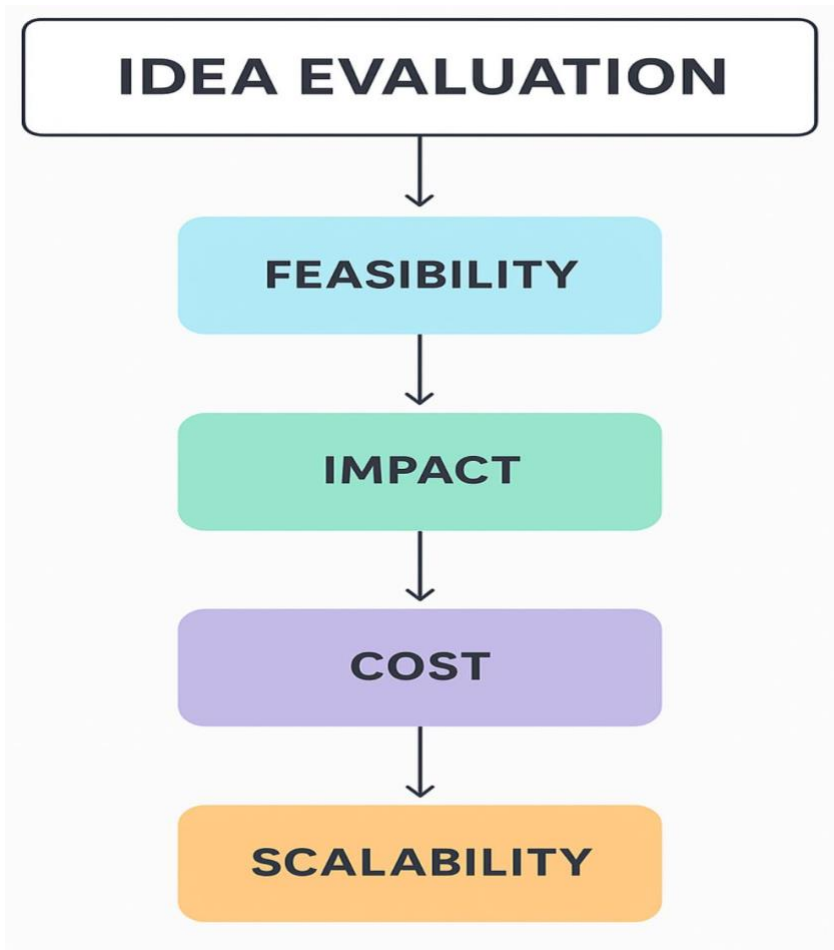 IDEA EVALUATION
FEASIBILITY
IMPACT
COST
SCALABILITY